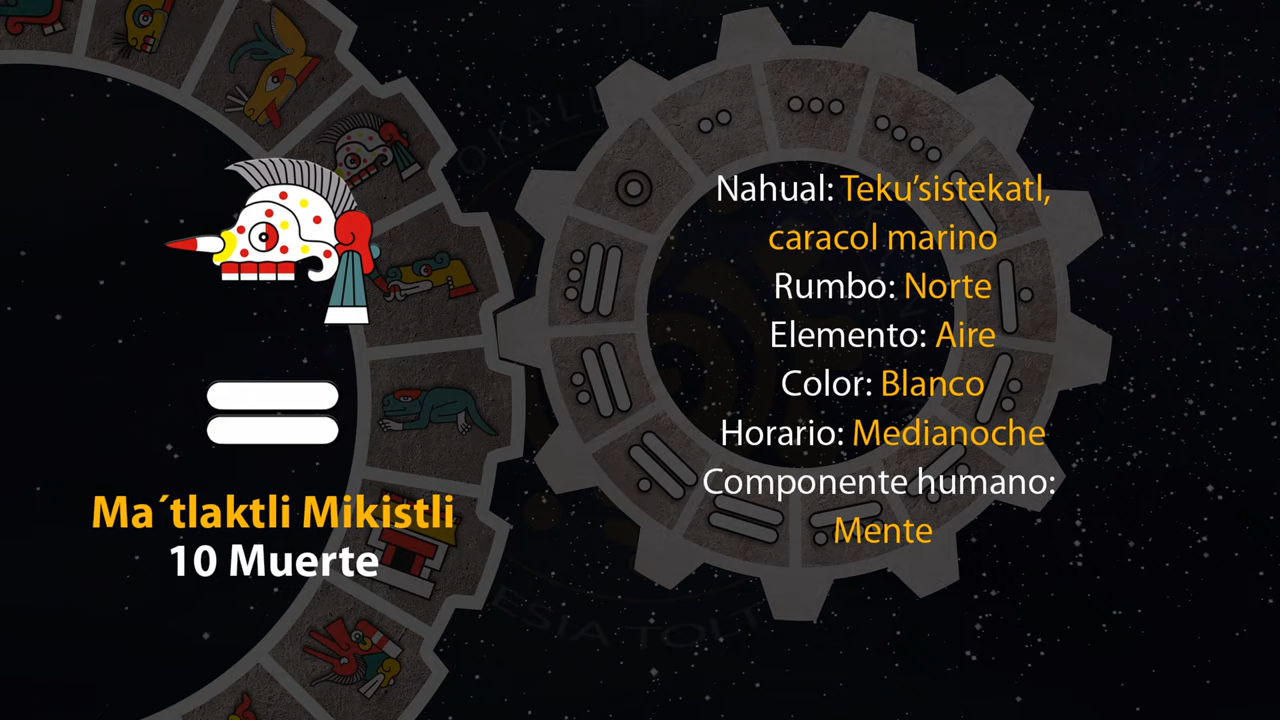 Ma´tlaktli Mikistli
10 Muerte
Nahual: Teku’sistekatl,
caracol marino
Rumbo: Norte
Elemento: Aire
Color: Blanco
Horario: Medianoche
Componente humano:
Mente